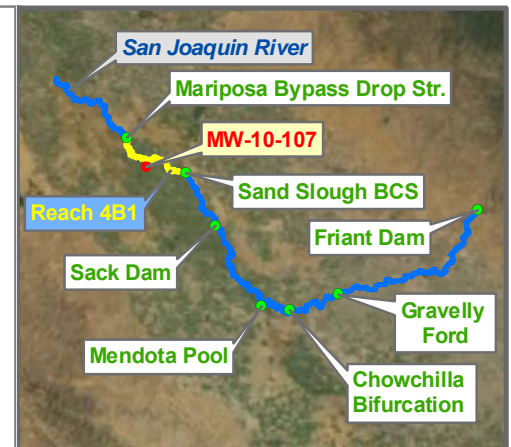 San Joaquin River
Mariposa Bypass Drop Str.
MW-10-107
Sand Slough BCS
Reach 4B1
Friant Dam
Sack Dam
Gravelly
Ford
Mendota Pool
Chowchilla
Bifurcation